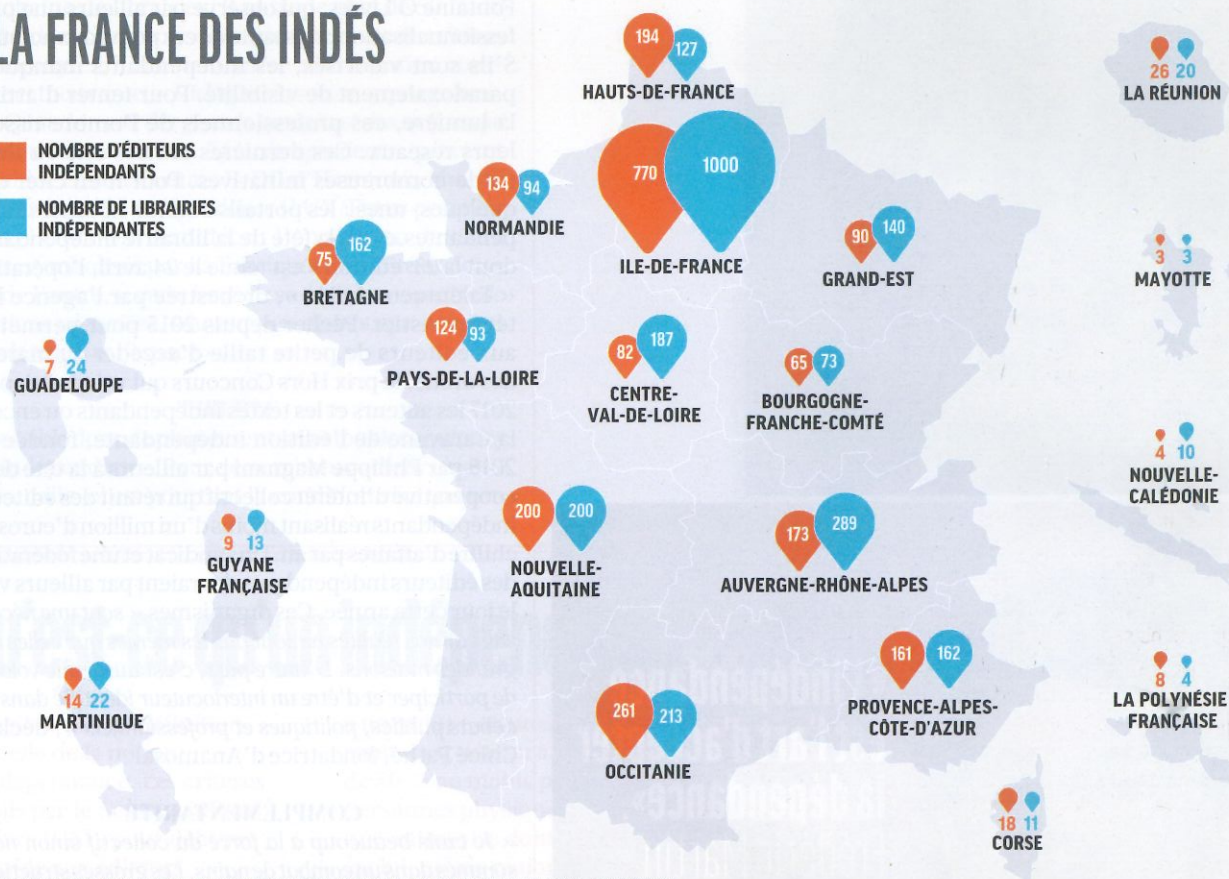 LA FRANCE DES INDÉS
NOMBRE D'ÉDITEURS
INDÉPENDANTS
NOMBRE DE LIBRAIRIES
INDÉPENDANTES
194 127
HAUTS-DE-FRANCE
26 20
LA RÉUNION
770 1000
ILE-DE-FRANCE
134 94
NORMANDIE
90 140
GRAND-EST
75 162
BRETAGNE
3 3
MAYOTTE
7 24
GUADELOUPE
124 93
PAYS-DE-LA-LOIRE
82 187
CENTRE-
VAL-DE-LOIRE
65 73
BOURGOGNE-
FRANCHE-COMTÉ
4 10
NOUVELLE-
CALÉDONIE
9 13
GUYANE
FRANÇAISE
200 200
NOUVELLE-
AQUITAINE
173 289
AUVERGNE-RHÔNE-ALPES
14 22
MARTINIQUE
261 213
OCCITANIE
161 162
PROVENCE-ALPES-
CÔTE-D'AZUR
8 4
LA POLYNÉSIE
FRANÇAISE
18 11
CORSE